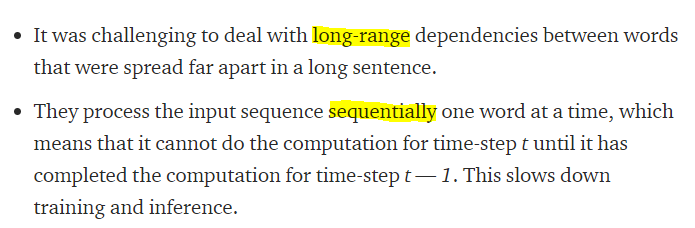 • It was challenging to deal with long-range dependencies between words
that were spread far apart in a long sentence.
• They process the input sequence sequentially one word at a time, which
means that it cannot do the computation for time-step t until it has
completed the computation for time-step t — 1. This slows down
training and inference.